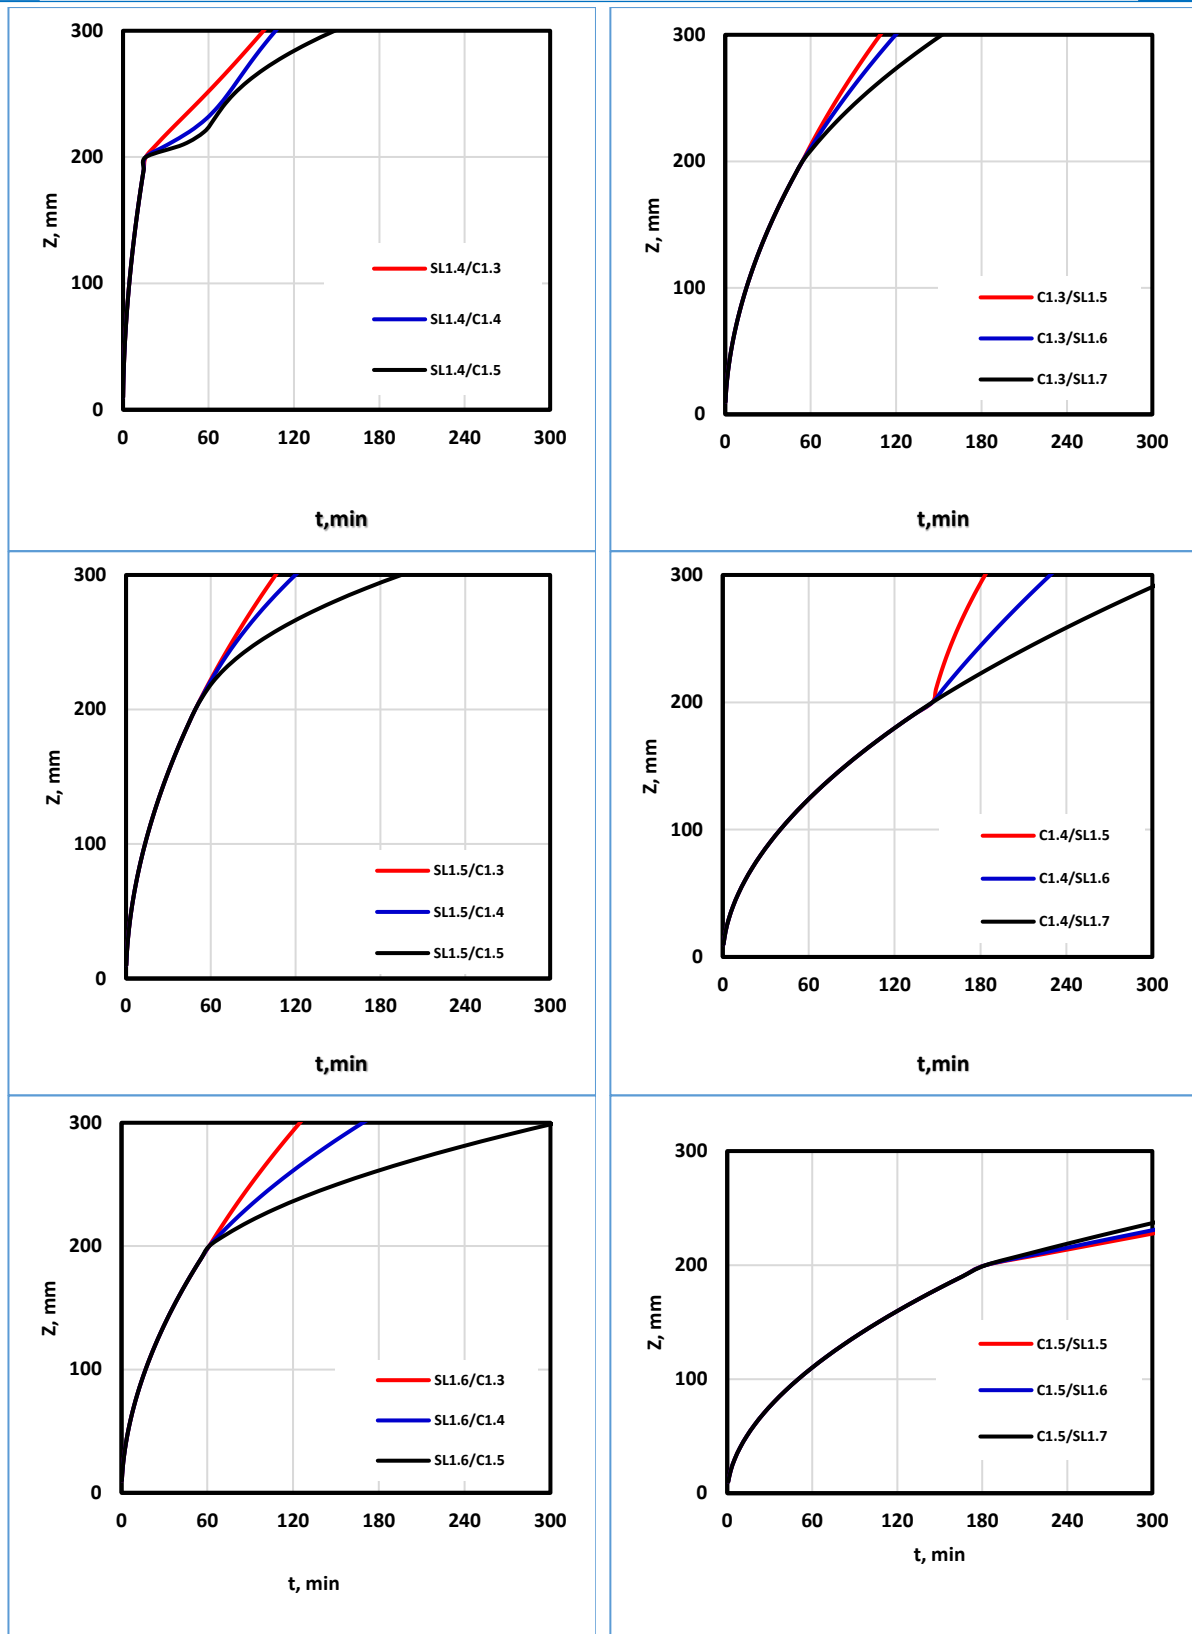 300
200
100
0
Z, mm
SL1.4/C1.3
SL1.4/C1.4
SL1.4/C1.5
0 60 120 180 240 300
t,min
300
200
100
0
Z, mm
C1.3/SL1.5
C1.3/SL1.6
C1.3/SL1.7
0 60 120 180 240 300
t,min
300
200
100
0
Z, mm
SL1.5/C1.3
SL1.5/C1.4
SL1.5/C1.5
0 60 120 180 240 300
t,min
300
200
100
0
Z, mm
C1.4/SL1.5
C1.4/SL1.6
C1.4/SL1.7
0 60 120 180 240 300
t,min
300
200
100
0
Z, mm
SL1.6/C1.3
SL1.6/C1.4
SL1.6/C1.5
0 60 120 180 240 300
t, min
300
200
100
0
Z, mm
C1.5/SL1.5
C1.5/SL1.6
C1.5/SL1.7
0 60 120 180 240 300
t, min